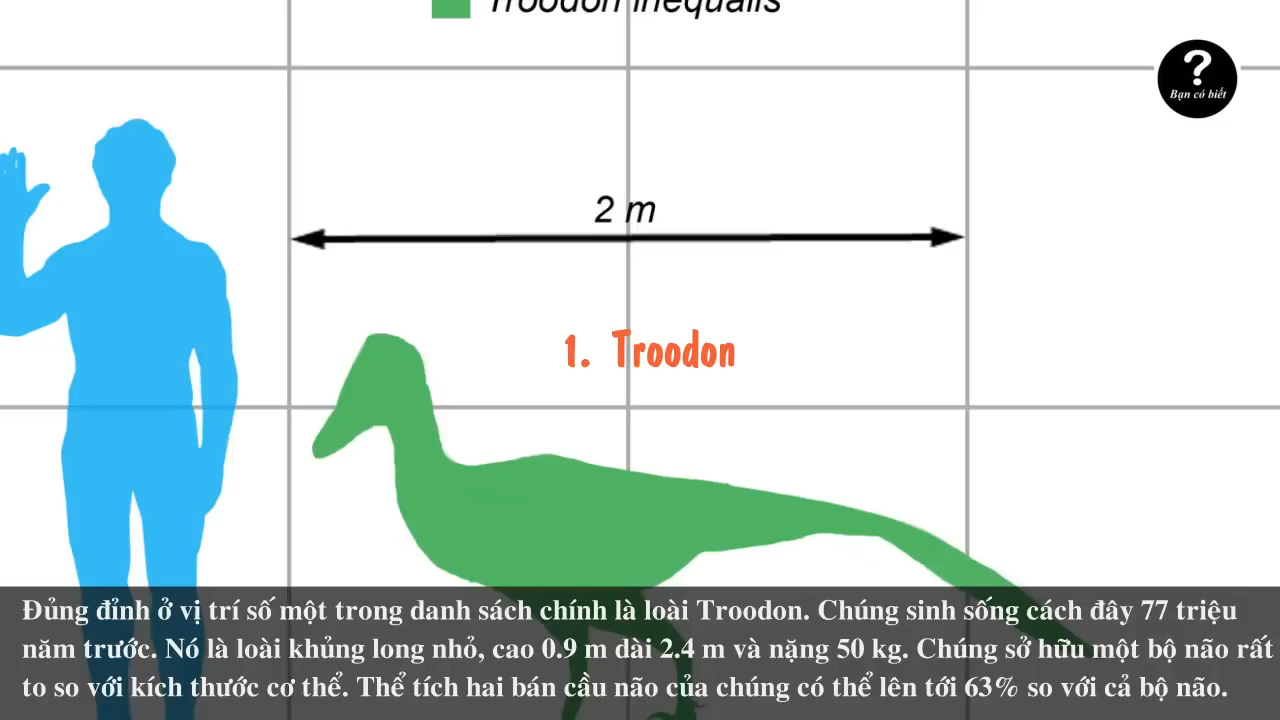 Troodon inequalis
?
Bạn có biết
2 m
1. Troodon
Đủng đỉnh ở vị trí số một trong danh sách chính là loài Troodon. Chúng sinh sống cách đây 77 triệu
năm trước. Nó là loài khủng long nhỏ, cao 0.9 m dài 2.4 m và nặng 50 kg. Chúng sở hữu một bộ não rất
to so với kích thước cơ thể. Thể tích hai bán cầu não của chúng có thể lên tới 63% so với cả bộ não.